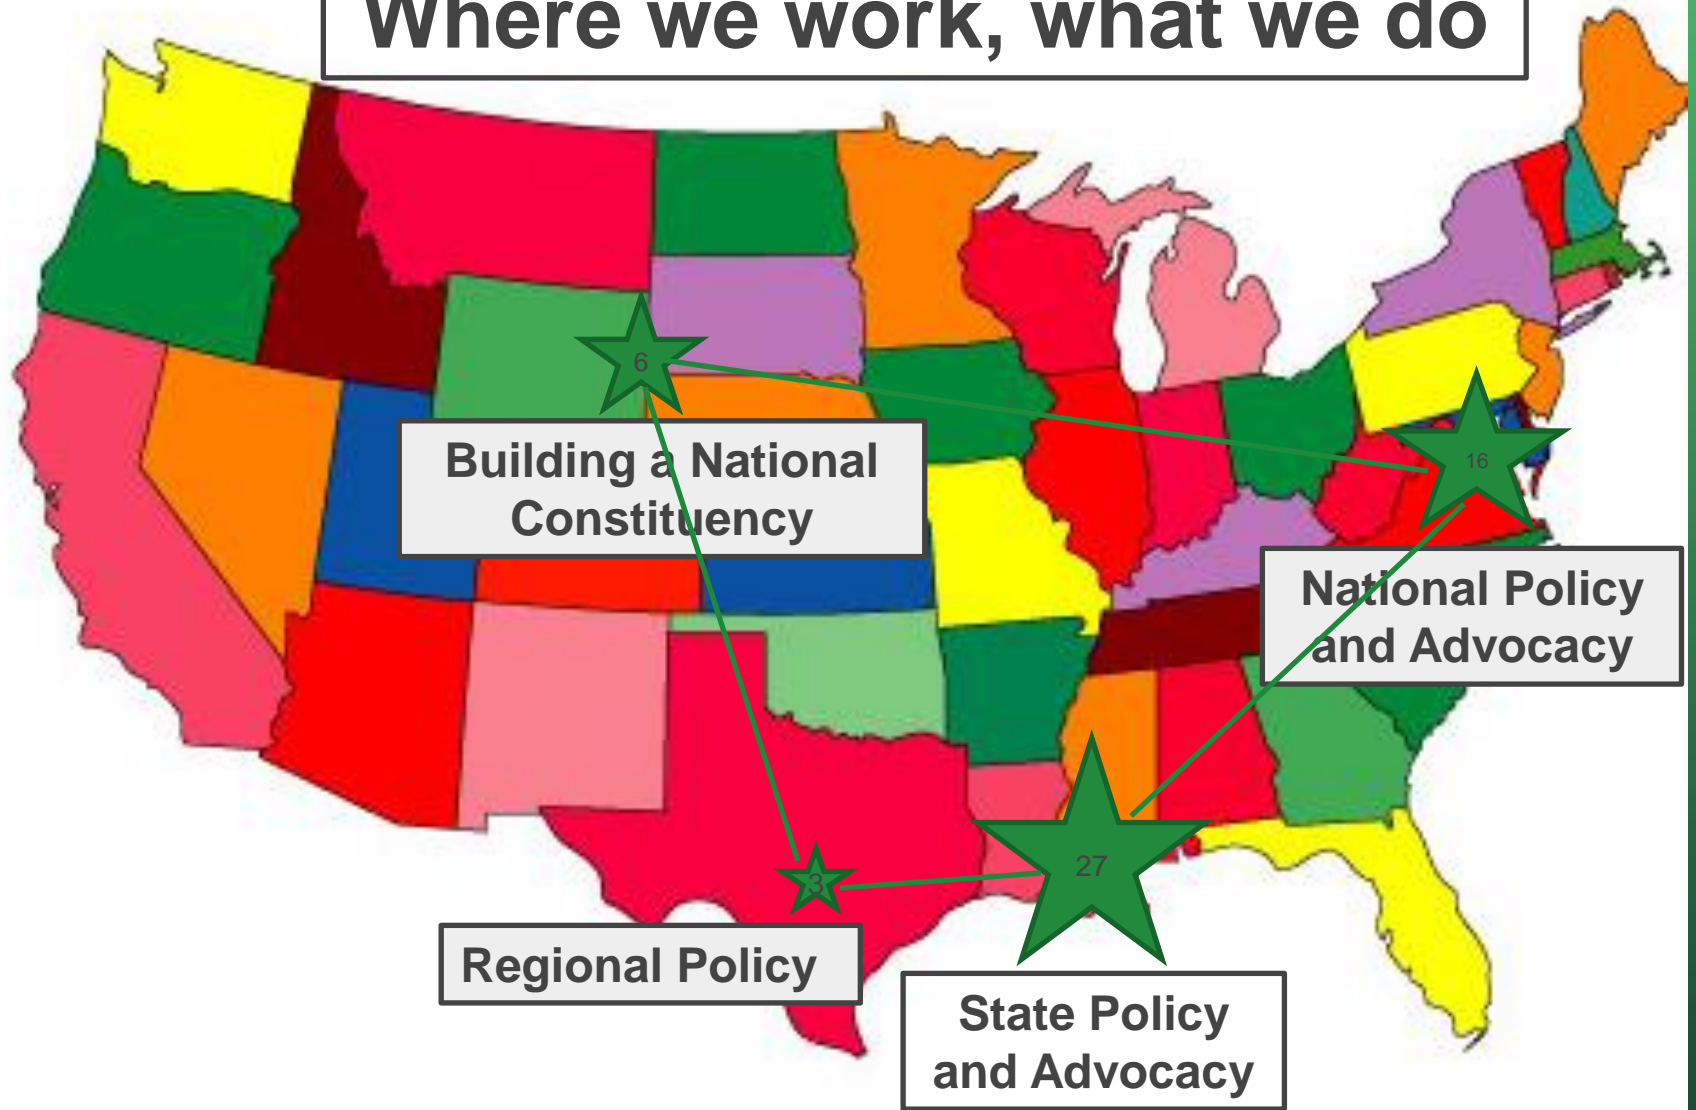 Where we work, what we do
6
Building a National
Constituency
16
National Policy
and Advocacy
27
3
Regional Policy
State Policy
and Advocacy